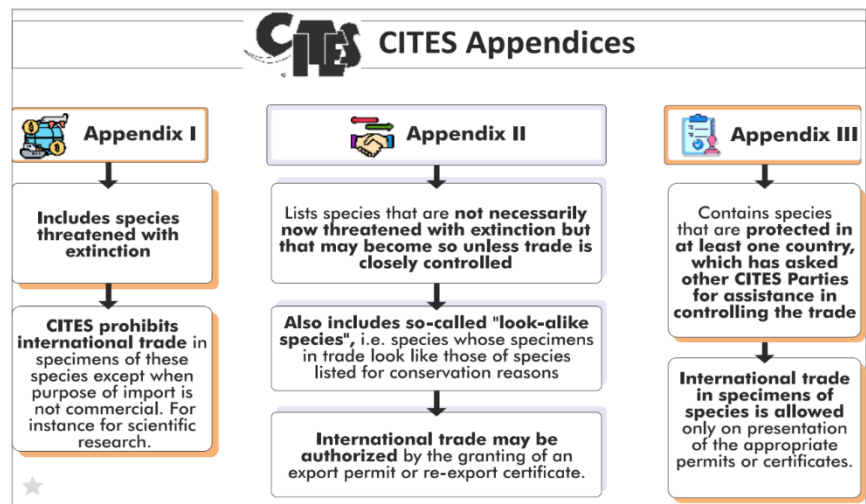 CITES
CITES Appendices
Appendix I
Includes species
threatened with
extinction
CITES prohibits
international trade in
specimens of these
species except when
purpose of import is
not commercial. For
instance for scientific
research.
Appendix II
Lists species that are not necessarily
now threatened with extinction but
that may become so unless trade is
closely controlled
Also includes so-called "look-alike
species", i.e. species whose specimens
in trade look like those of species
listed for conservation reasons
International trade may be
authorized by the granting of an
export permit or re-export certificate.
Appendix III
Contains species
that are protected in
at least one country,
which has asked
other CITES Parties
for assistance in
controlling the trade
International trade
in specimens of
species is allowed
only on presentation
of the appropriate
permits or certificates.